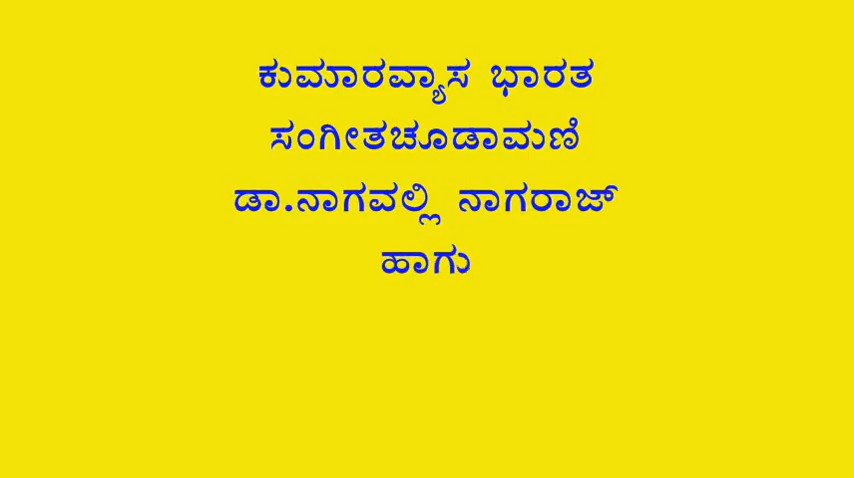 ಕುಮಾರವ್ಯಾಸ ಭಾರತ
ಸಂಗೀತಚೂಡಾಮಣಿ
ಡಾ.ನಾಗವಲ್ಲಿ ನಾಗರಾಜ್
ಹಾಗು